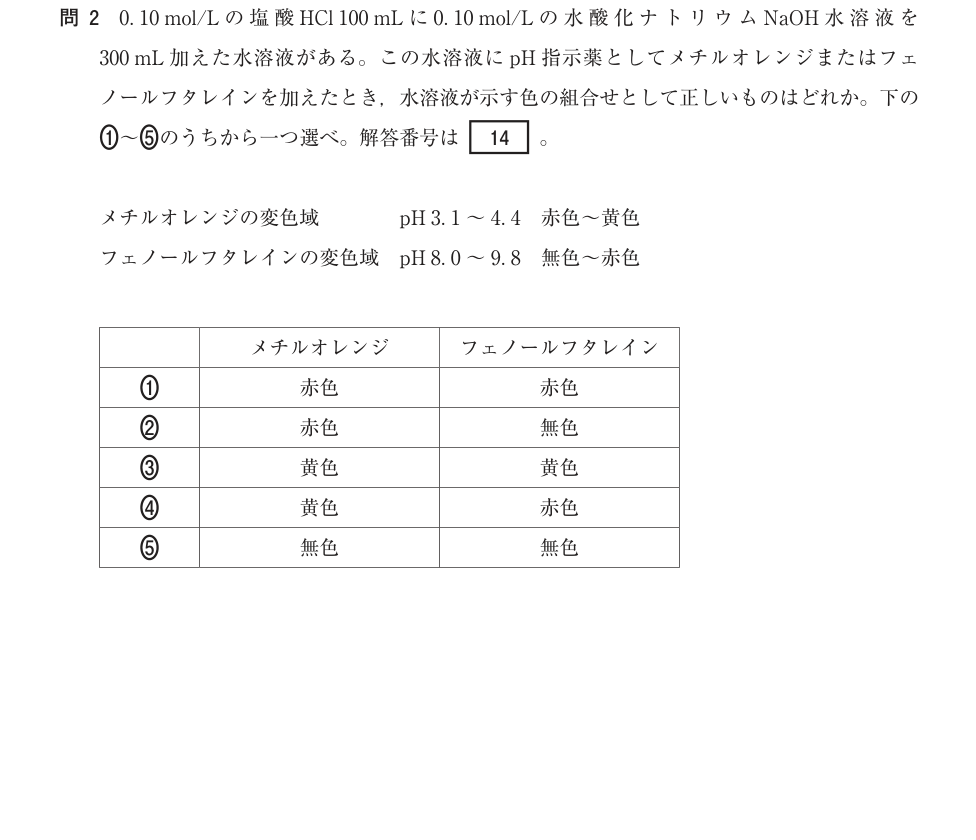 問 2 0.10 mol/L の塩酸 HCl 100 mL に 0.10 mol/L の水酸化ナトリウム NaOH 水溶液を
300 mL 加えた水溶液がある。この水溶液に pH 指示薬としてメチルオレンジまたはフェ
ノールフタレインを加えたとき,水溶液が示す色の組合せとして正しいものはどれか。下の
①～⑤のうちから一つ選べ。解答番号は 14 。
メチルオレンジの変色域 pH 3.1 ～ 4.4 赤色～黄色
フェノールフタレインの変色域 pH 8.0 ～ 9.8 無色～赤色
メチルオレンジ フェノールフタレイン
① 赤色 赤色
② 赤色 無色
③ 黄色 黄色
④ 黄色 赤色
⑤ 無色 無色